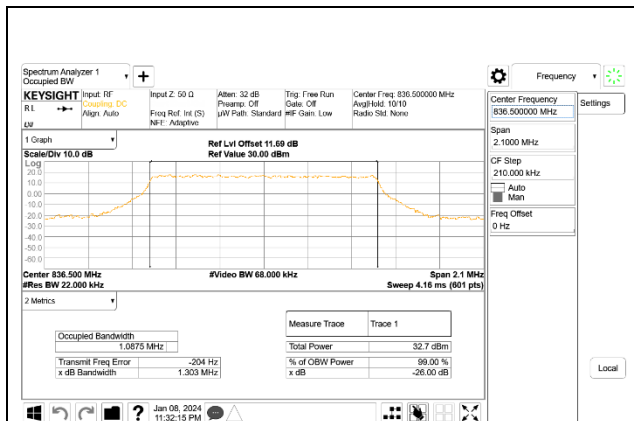 Spectrum Analyzer 1
Occupied BW
+
Frequency
KEYSIGHT
Input: RF
Coupling: DC
Align: Auto
Input Z: 50 Ω
Freq Ref: Int (S)
NFE: Adaptive
Atten: 32 dB
Preamp: Off
µW Path: Standard
Trig: Free Run
Gate: Off
#IF Gain: Low
Center Freq: 836.500000 MHz
Avg|Hold: 10/10
Radio Std: None
Center Frequency
836.500000 MHz
Settings
Span
2.1000 MHz
CF Step
210.000 kHz
Auto
Man
Freq Offset
0 Hz
1 Graph
Scale/Div 10.0 dB
Ref Lvl Offset 11.69 dB
Ref Value 30.00 dBm
Log
20.0
10.0
0.00
-10.0
-20.0
-30.0
-40.0
-50.0
-60.0
Center 836.500 MHz
#Video BW 68.000 kHz
Span 2.1 MHz
#Res BW 22.000 kHz
Sweep 4.16 ms (601 pts)
2 Metrics
Measure Trace
Trace 1
Occupied Bandwidth
1.0875 MHz
Total Power
32.7 dBm
Transmit Freq Error
-204 Hz
% of OBW Power
99.00 %
x dB Bandwidth
1.303 MHz
x dB
-26.00 dB
Local
?
Jan 08, 2024
11:32:15 PM